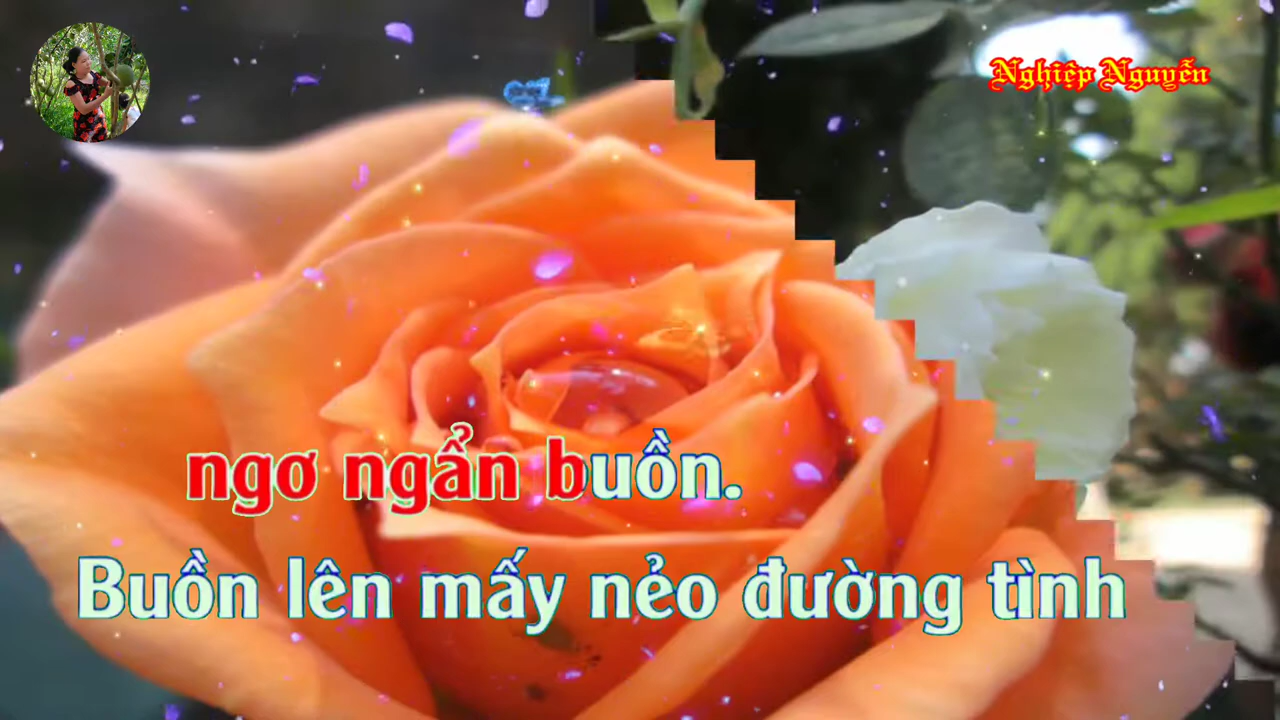 Nghiệp Nguyễn
ngơ ngẩn buồn.
Buồn lên mấy nẻo đường tình